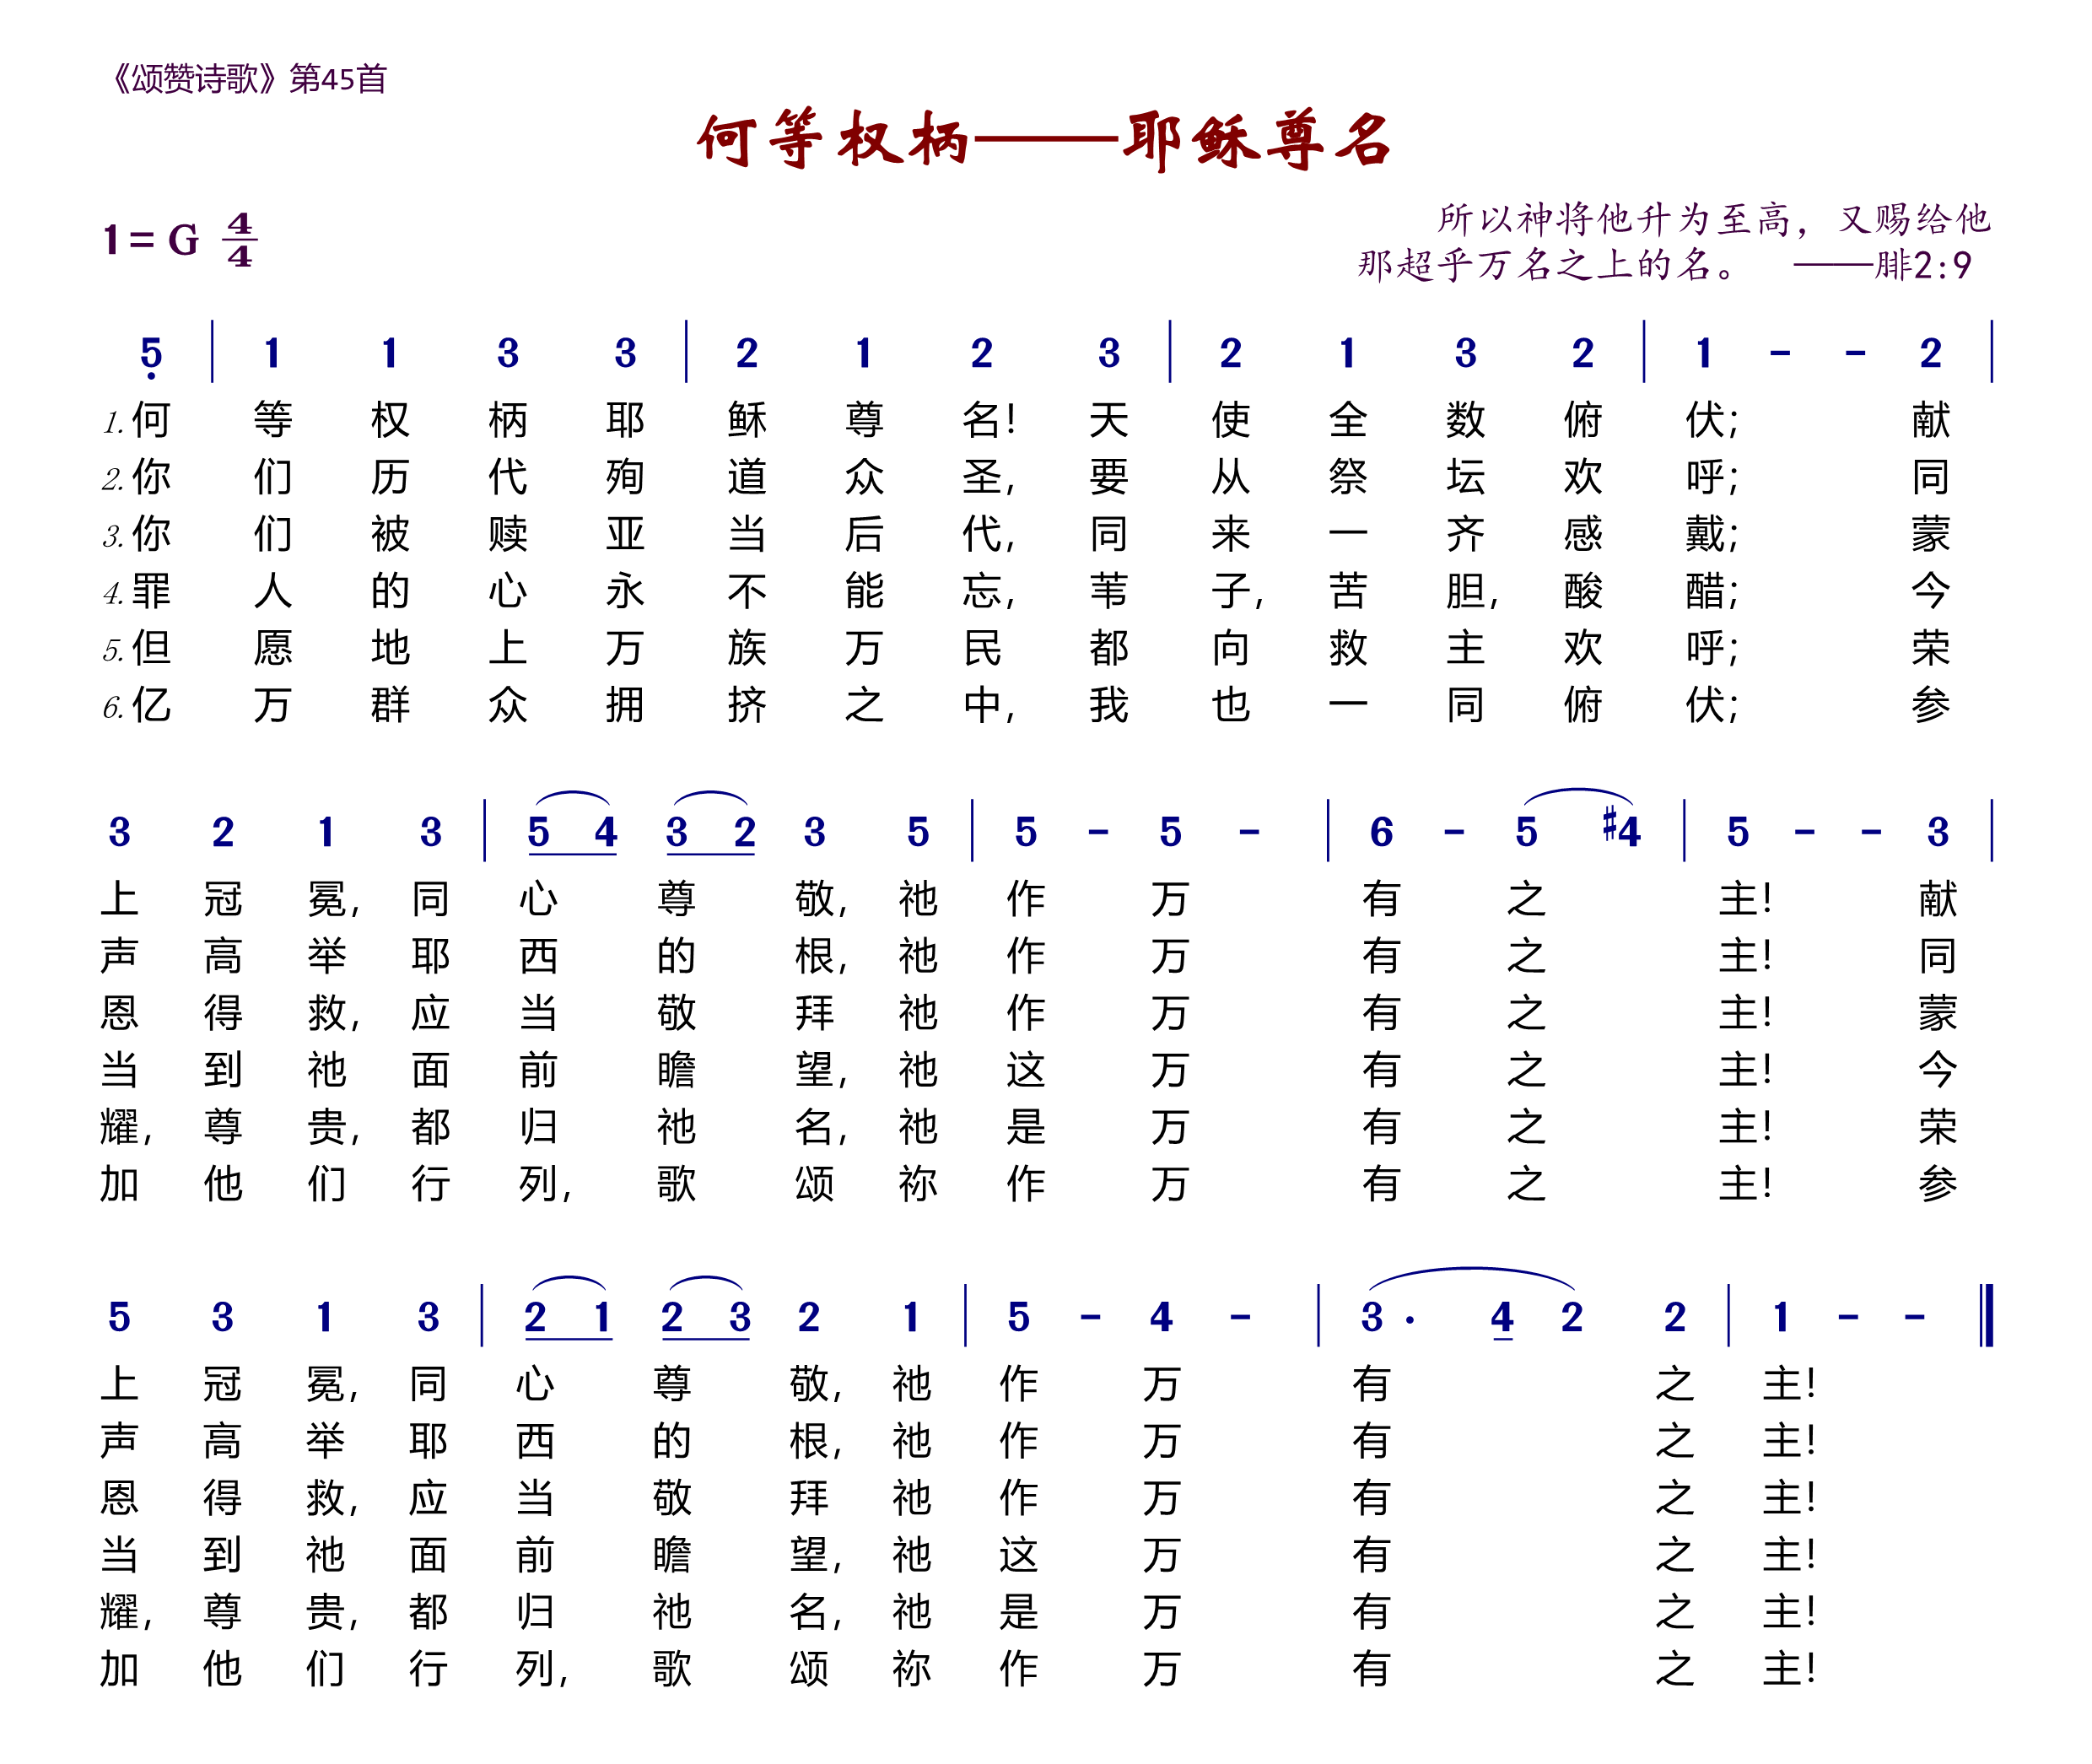 《颂赞诗歌》第45首
何等权柄——耶稣尊名
1=G 4/4
所以神将他升为至高，又赐给他
那超乎万名之上的名。 ——腓2:9
5̣ | 1 1 3 3 | 2 1 2 3 | 2 1 3 2 | 1 - - 2 |
1.何等权柄耶稣尊名！天使全数俯伏；献
2.你们历代殉道众圣，要从祭坛欢呼；同
3.你们被赎亚当后代，同来一齐感戴；蒙
4.罪人的心永不能忘，苇子，苦胆，酸醋；今
5.但愿地上万族万民都向救主欢呼；荣
6.亿万群众拥挤之中，我也一同俯伏；参
3 2 1 3 | 5 4 3 2 3 5 | 5 - 5 - | 6 - 5 #4 | 5 - - 3 |
上冠冕，同心尊敬，祂作万有之主！献
声高举耶西的根，祂作万有之主！同
恩得救，应当敬拜祂作万有之主！蒙
当到祂面前瞻望，祂这万有之主！今
耀，尊贵，都归祂名，祂是万有之主！荣
加他们行列，歌颂祢作万有之主！参
5 3 1 3 | 2 1 2 3 2 1 | 5 - 4 - | 3 · 4 2 2 | 1 - - ‖
上冠冕，同心尊敬，祂作万有之主！
声高举耶西的根，祂作万有之主！
恩得救，应当敬拜祂作万有之主！
当到祂面前瞻望，祂这万有之主！
耀，尊贵，都归祂名，祂是万有之主！
加他们行列，歌颂祢作万有之主！